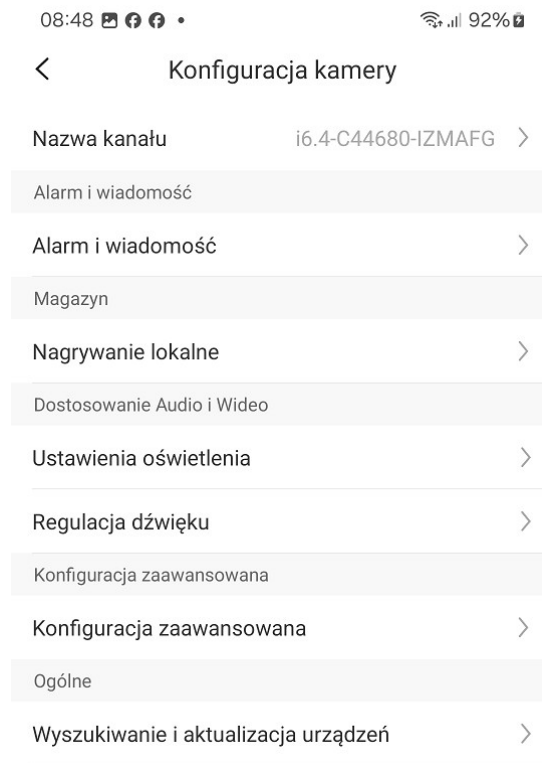 08:48 92%
Konfiguracja kamery
Nazwa kanału i6.4-C44680-IZMAFG
Alarm i wiadomość
Alarm i wiadomość
Magazyn
Nagrywanie lokalne
Dostosowanie Audio i Wideo
Ustawienia oświetlenia
Regulacja dźwięku
Konfiguracja zaawansowana
Konfiguracja zaawansowana
Ogólne
Wyszukiwanie i aktualizacja urządzeń